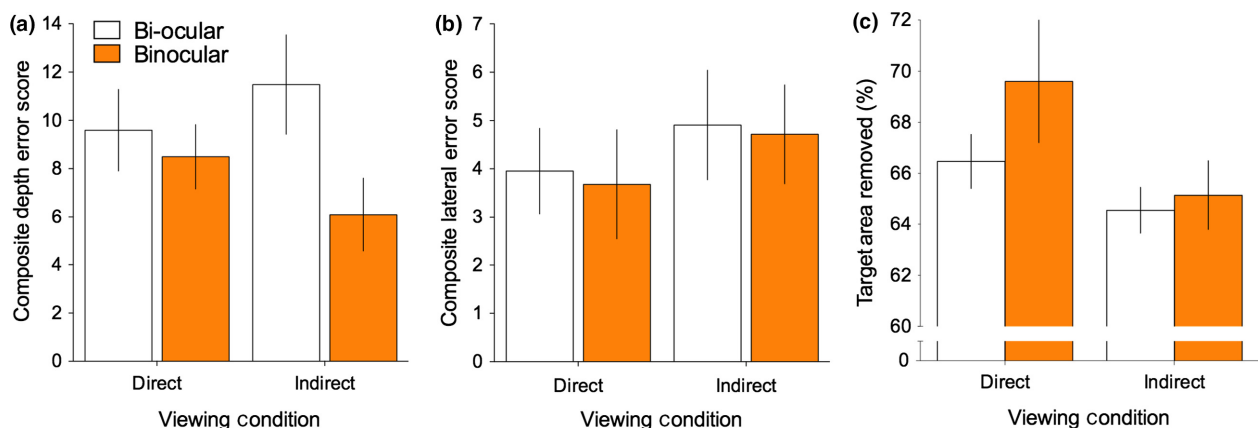 (a)
Bi-ocular
Binocular
Composite depth error score
14
12
10
8
6
4
2
0
Direct
Indirect
Viewing condition
(b)
Composite lateral error score
7
6
5
4
3
2
1
0
Direct
Indirect
Viewing condition
(c)
Target area removed (%)
72
70
68
66
64
62
60
0
Direct
Indirect
Viewing condition